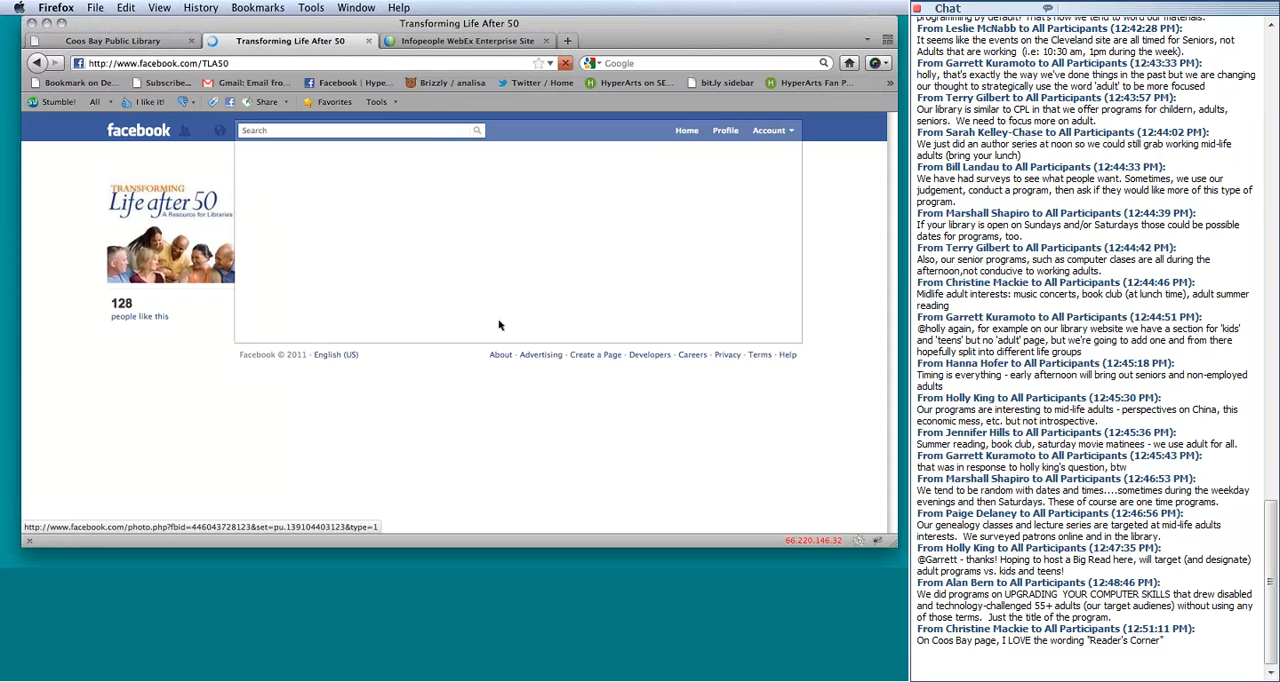 Firefox File Edit View History Bookmarks Tools Window Help
Transforming Life After 50
Coos Bay Public Library × Transforming Life After 50 × Infopeople WebEx Enterprise Site × +
http://www.facebook.com/TLA50
Google
Bookmark on De... Subscribe... Gmail: Email fro... Facebook | Hype... Brizzly / analisa Twitter / Home HyperArts on SE... bit.ly sidebar HyperArts Fan P... »
Stumble! All I like it! Share Favorites Tools
facebook
Search
Home Profile Account
TRANSFORMING
Life after 50
A Resource for Libraries
128
people like this
Facebook © 2011 · English (US)
About · Advertising · Create a Page · Developers · Careers · Privacy · Terms · Help
http://www.facebook.com/photo.php?fbid=446043728123&set=pu.139104403123&type=1
66.220.146.32
Chat
programming by default? That's how we tend to word our materials.
From Leslie McNabb to All Participants (12:42:28 PM):
It seems like the events on the Cleveland site are all timed for Seniors, not
Adults that are working (i.e: 10:30 am, 1pm during the week).
From Garrett Kuramoto to All Participants (12:43:33 PM):
holly, that's exactly the way we've done things in the past but we are changing
our thought to strategically use the word 'adult' to be more focused
From Terry Gilbert to All Participants (12:43:57 PM):
Our library is similar to CPL in that we offer programs for childern, adults,
seniors. We need to focus more on adult.
From Sarah Kelley-Chase to All Participants (12:44:02 PM):
We just did an author series at noon so we could still grab working mid-life
adults (bring your lunch)
From Bill Landau to All Participants (12:44:33 PM):
We have had surveys to see what people want. Sometimes, we use our
judgement, conduct a program, then ask if they would like more of this type of
program.
From Marshall Shapiro to All Participants (12:44:39 PM):
If your library is open on Sundays and/or Saturdays those could be possible
dates for programs, too.
From Terry Gilbert to All Participants (12:44:42 PM):
Also, our senior programs, such as computer clases are all during the
afternoon,not conducive to working adults.
From Christine Mackie to All Participants (12:44:46 PM):
Midlife adult interests: music concerts, book club (at lunch time), adult summer
reading
From Garrett Kuramoto to All Participants (12:44:51 PM):
@holly again, for example on our library website we have a section for 'kids'
and 'teens' but no 'adult' page, but we're going to add one and from there
hopefully split into different life groups
From Hanna Hofer to All Participants (12:45:18 PM):
Timing is everything - early afternoon will bring out seniors and non-employed
adults
From Holly King to All Participants (12:45:30 PM):
Our programs are interesting to mid-life adults - perspectives on China, this
economic mess, etc. but not introspective.
From Jennifer Hills to All Participants (12:45:36 PM):
Summer reading, book club, saturday movie matinees - we use adult for all.
From Garrett Kuramoto to All Participants (12:45:43 PM):
that was in response to holly king's question, btw
From Marshall Shapiro to All Participants (12:46:53 PM):
We tend to be random with dates and times....sometimes during the weekday
evenings and then Saturdays. These of course are one time programs.
From Paige Delaney to All Participants (12:46:56 PM):
Our genealogy classes and lecture series are targeted at mid-life adults
interests. We surveyed patrons online and in the library.
From Holly King to All Participants (12:47:35 PM):
@Garrett - thanks! Hoping to host a Big Read here, will target (and designate)
adult programs vs. kids and teens!
From Alan Bern to All Participants (12:48:46 PM):
We did programs on UPGRADING YOUR COMPUTER SKILLS that drew disabled
and technology-challenged 55+ adults (our target audienes) without using any
of those terms. Just the title of the program.
From Christine Mackie to All Participants (12:51:11 PM):
On Coos Bay page, I LOVE the wording "Reader's Corner"